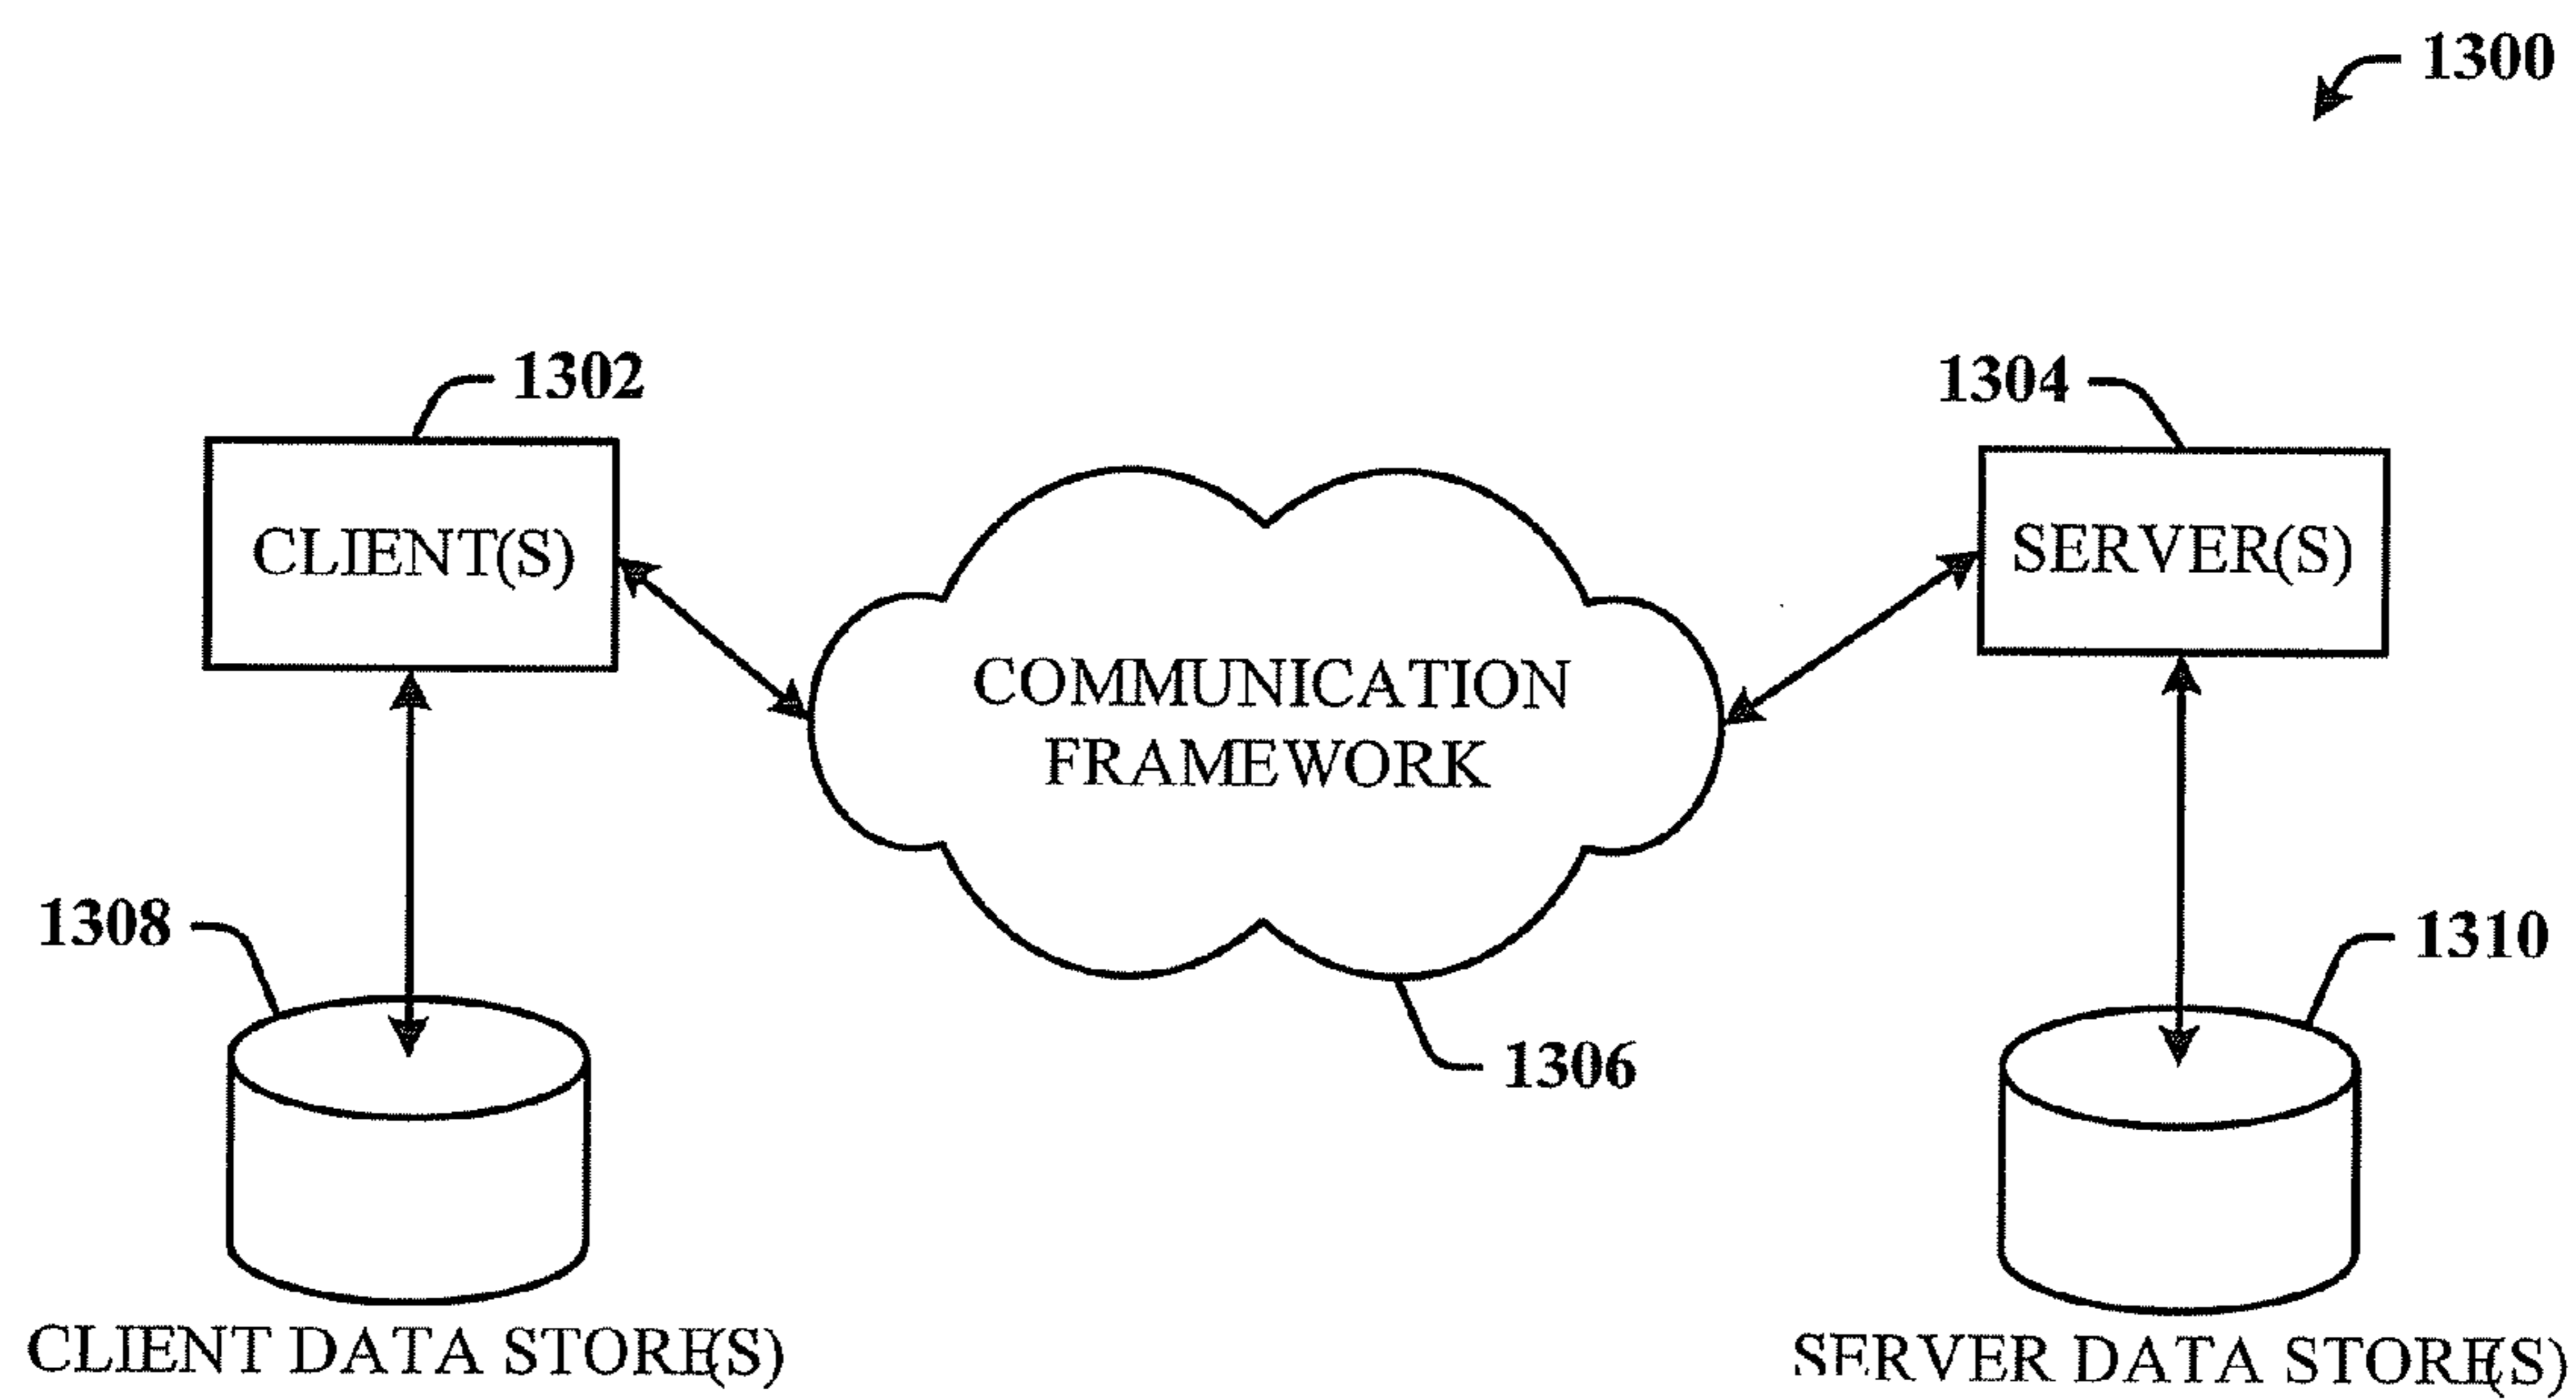 1300
1302
1304
CLIENT(S)
SERVER(S)
COMMUNICATION
FRAMEWORK
1308
1310
1306
CLIENT DATA STORE(S)
SERVER DATA STORE(S)